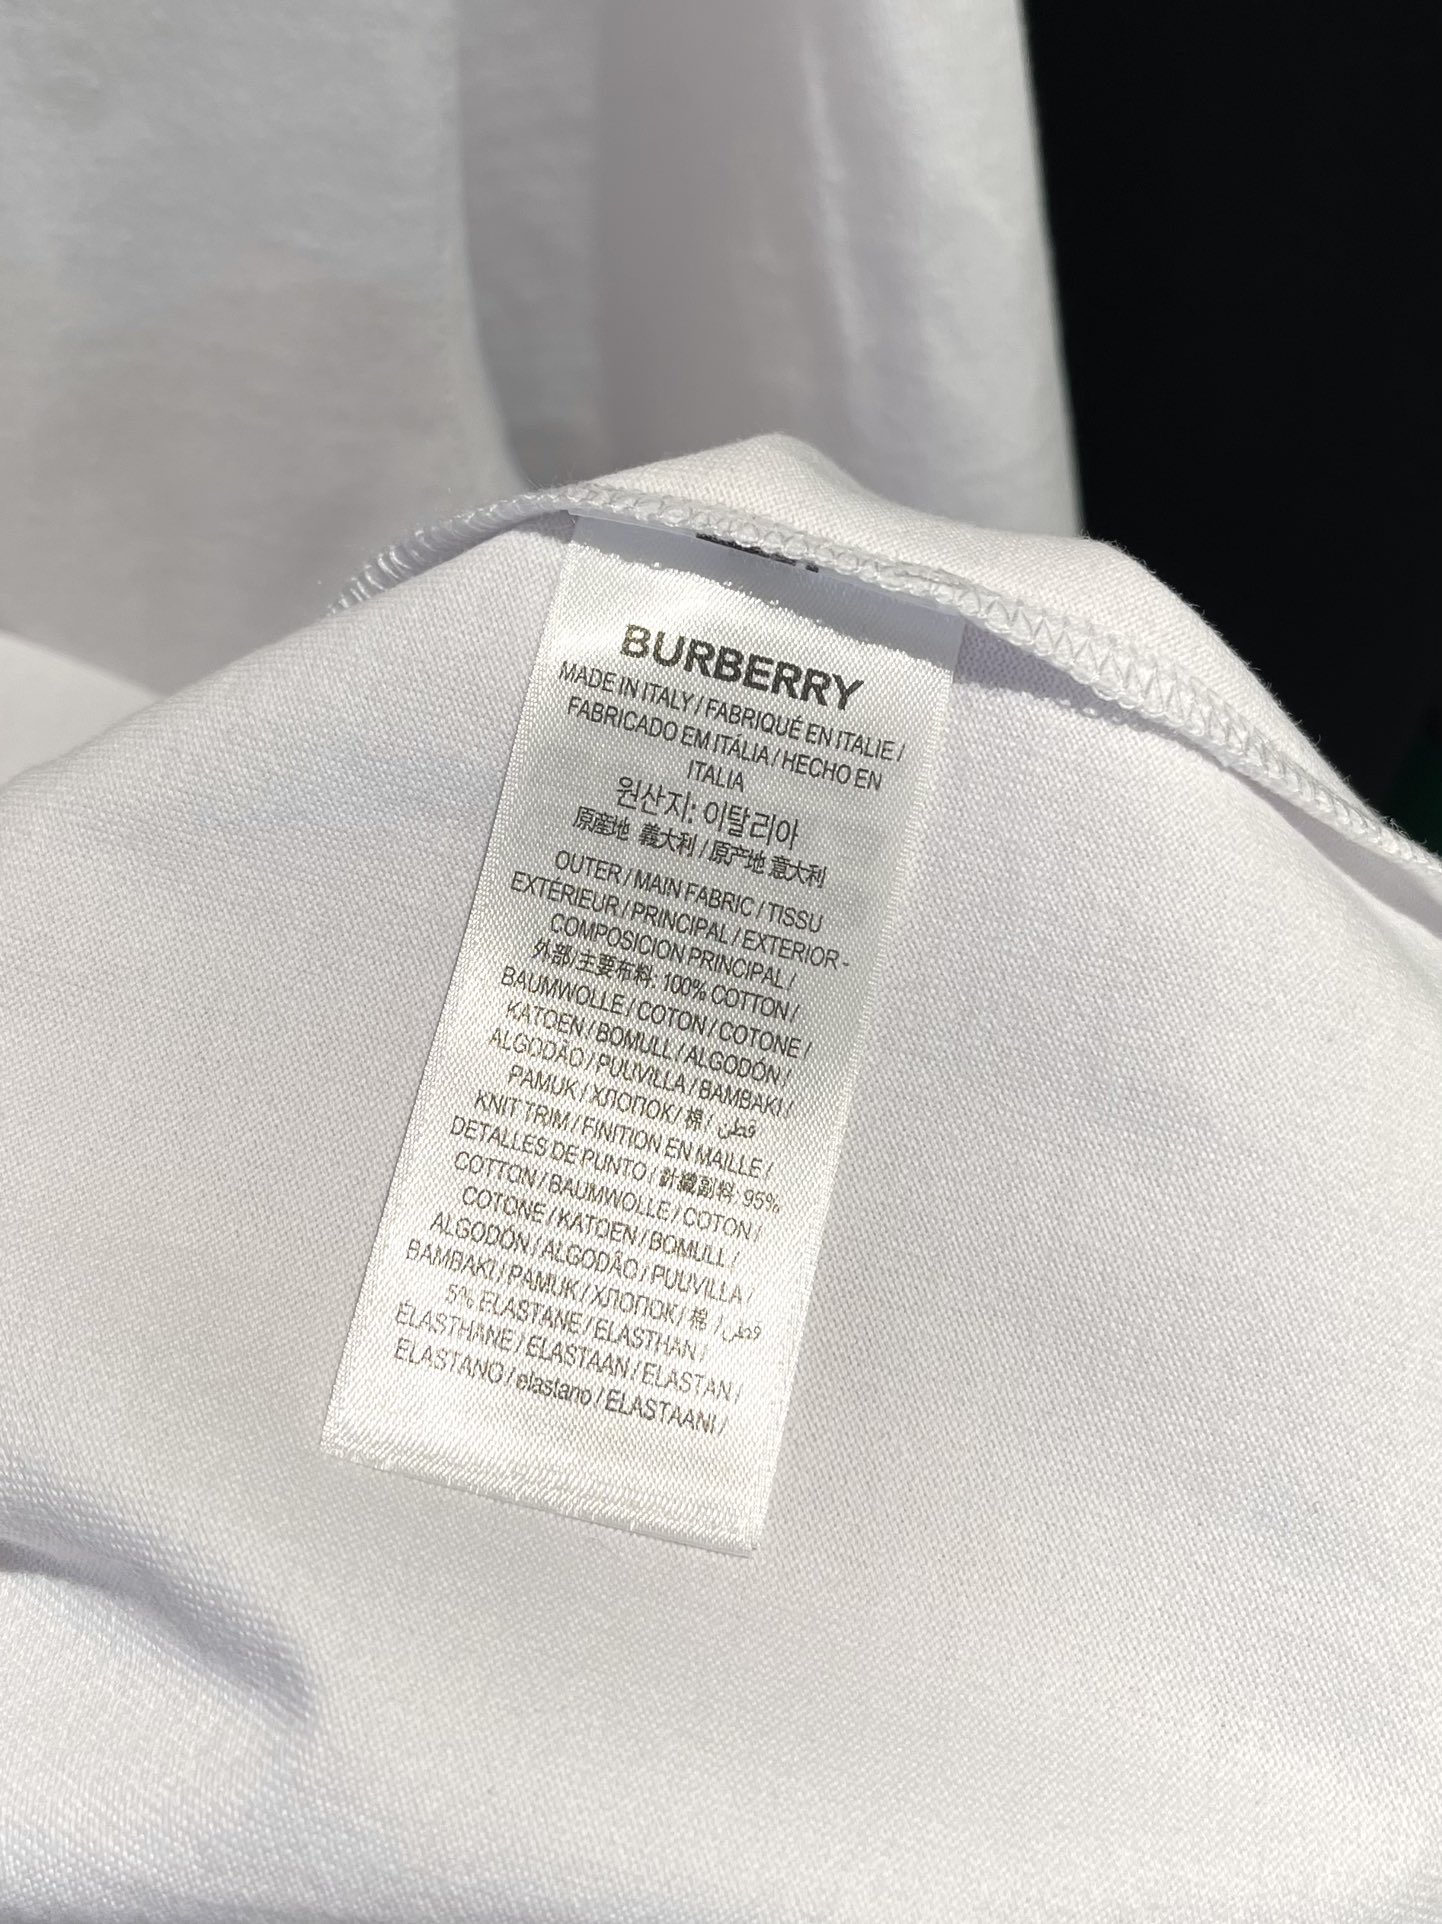 BURBERRY
MADE IN ITALY / FABRIQUÉ EN ITALIE /
FABRICADO EM ITÁLIA / HECHO EN
ITALIA
원산지: 이탈리아
原産地 義大利 / 原产地 意大利
OUTER / MAIN FABRIC / TISSU
EXTÉRIEUR / PRINCIPAL / EXTERIOR -
COMPOSICION PRINCIPAL /
外部/主要布料: 100% COTTON /
BAUMWOLLE / COTON / COTONE /
KATOEN / BOMULL / ALGODÓN /
ALGODÃO / PUUVILLA / BAMBAKI /
PAMUK / ХЛОПОК / 棉 / قطن
KNIT TRIM / FINITION EN MAILLE /
DETALLES DE PUNTO / 針織副料: 95%
COTTON / BAUMWOLLE / COTON /
COTONE / KATOEN / BOMULL /
ALGODÓN / ALGODÃO / PUUVILLA /
BAMBAKI / PAMUK / ХЛОПОК / 棉 / قطن
5% ELASTANE / ELASTHAN /
ELASTHANE / ELASTAAN / ELASTAN /
ELASTANO / elastano / ELASTAANI /